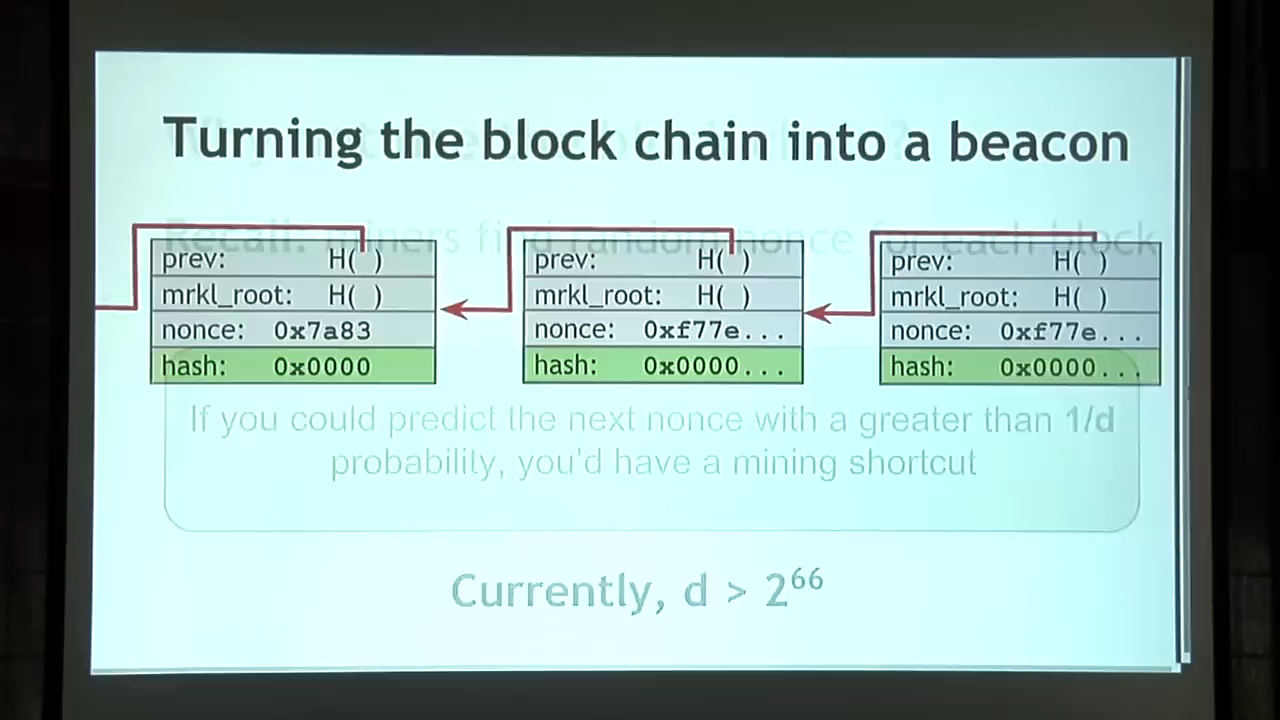 Turning the block chain into a beacon
Recall: miners find random nonce for each block
prev: H( )
mrkl_root: H( )
nonce: 0x7a83
hash: 0x0000
prev: H( )
mrkl_root: H( )
nonce: 0xf77e...
hash: 0x0000...
prev: H( )
mrkl_root: H( )
nonce: 0xf77e...
hash: 0x0000...
If you could predict the next nonce with a greater than 1/d
probability, you'd have a mining shortcut
Currently, d > 2⁶⁶